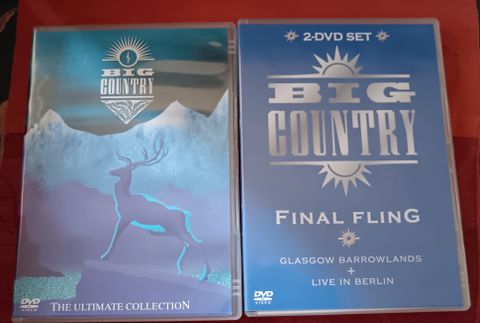 BIG
COUNTRY
THE ULTIMATE COLLECTION
DVD
VIDEO
2-DVD SET
BIG
COUNTRY
FINAL FLING
GLASGOW BARROWLANDS
+
LIVE IN BERLIN
DVD
VIDEO